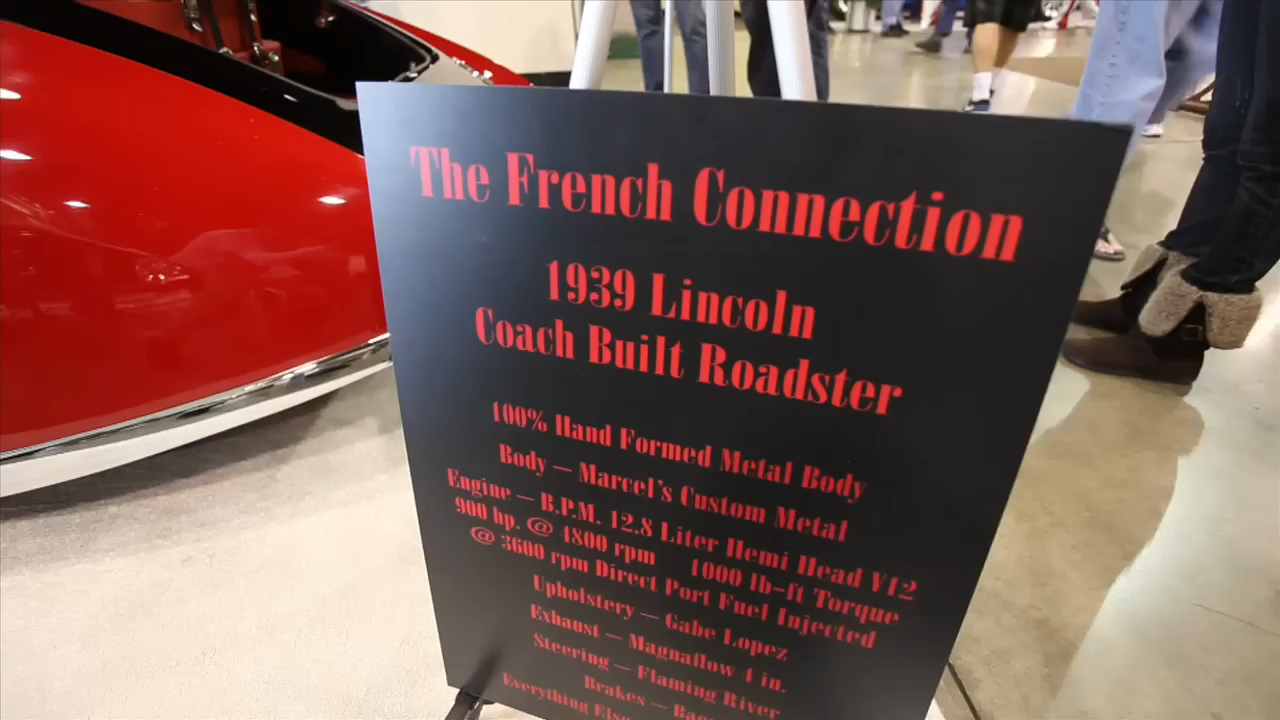 The French Connection
1939 Lincoln
Coach Built Roadster
100% Hand Formed Metal Body
Body — Marcel's Custom Metal
Engine — B.P.M. 12.8 Liter Hemi Head V12
900 hp. @ 4800 rpm 1000 lb-ft Torque
@ 3600 rpm Direct Port Fuel Injected
Upholstery — Gabe Lopez
Exhaust — Magnaflow 4 in.
Steering — Flaming River
Brakes —
Everything